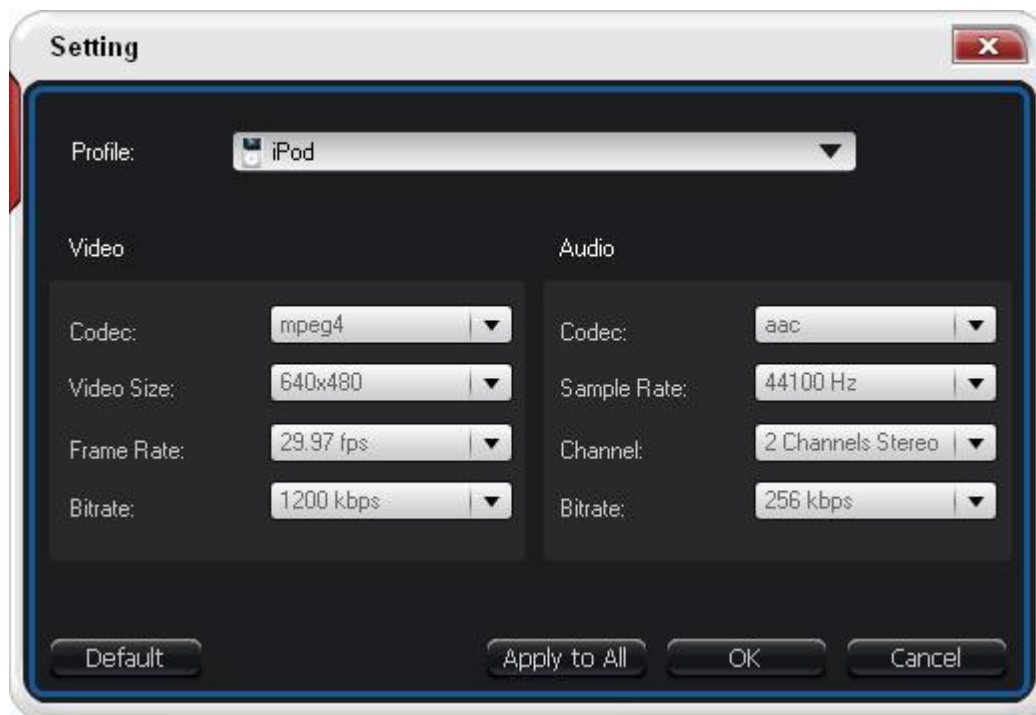 Setting
Profile: iPod
Video
Codec: mpeg4
Video Size: 640x480
Frame Rate: 29.97 fps
Bitrate: 1200 kbps
Audio
Codec: aac
Sample Rate: 44100 Hz
Channel: 2 Channels Stereo
Bitrate: 256 kbps
Default Apply to All OK Cancel